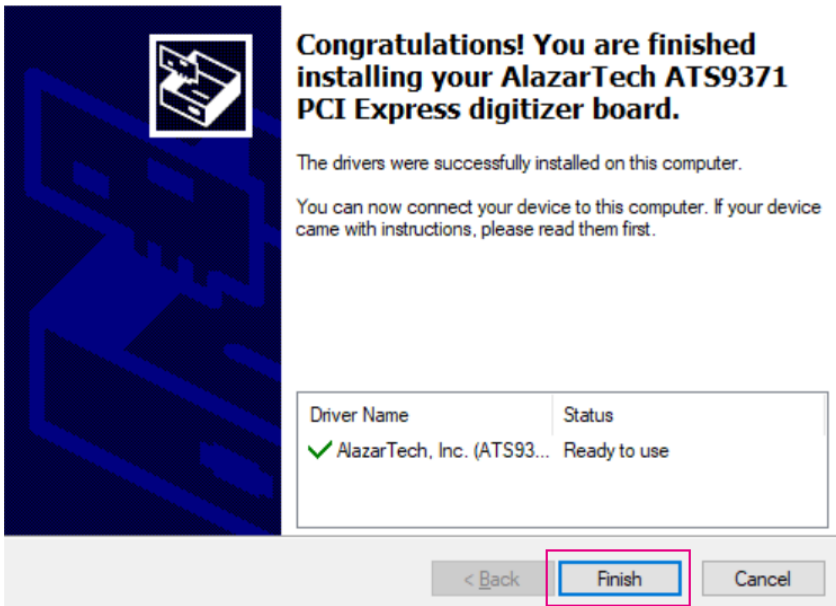 Congratulations! You are finished
installing your AlazarTech ATS9371
PCI Express digitizer board.
The drivers were successfully installed on this computer.
You can now connect your device to this computer. If your device
came with instructions, please read them first.
Driver Name Status
AlazarTech, Inc. (ATS93... Ready to use
< Back Finish Cancel